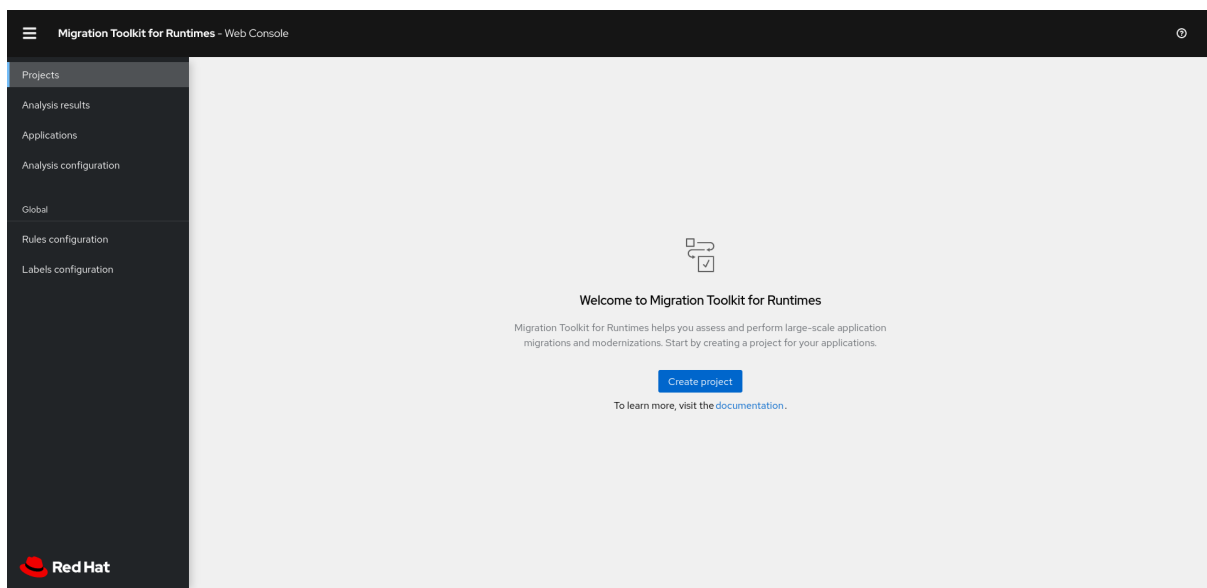 Migration Toolkit for Runtimes - Web Console
Projects
Analysis results
Applications
Analysis configuration
Global
Rules configuration
Labels configuration
Red Hat
Welcome to Migration Toolkit for Runtimes
Migration Toolkit for Runtimes helps you assess and perform large-scale application
migrations and modernizations. Start by creating a project for your applications.
Create project
To learn more, visit the documentation.